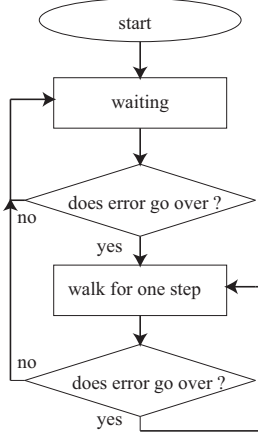 start
waiting
does error go over ?
no
yes
walk for one step
no
does error go over ?
yes